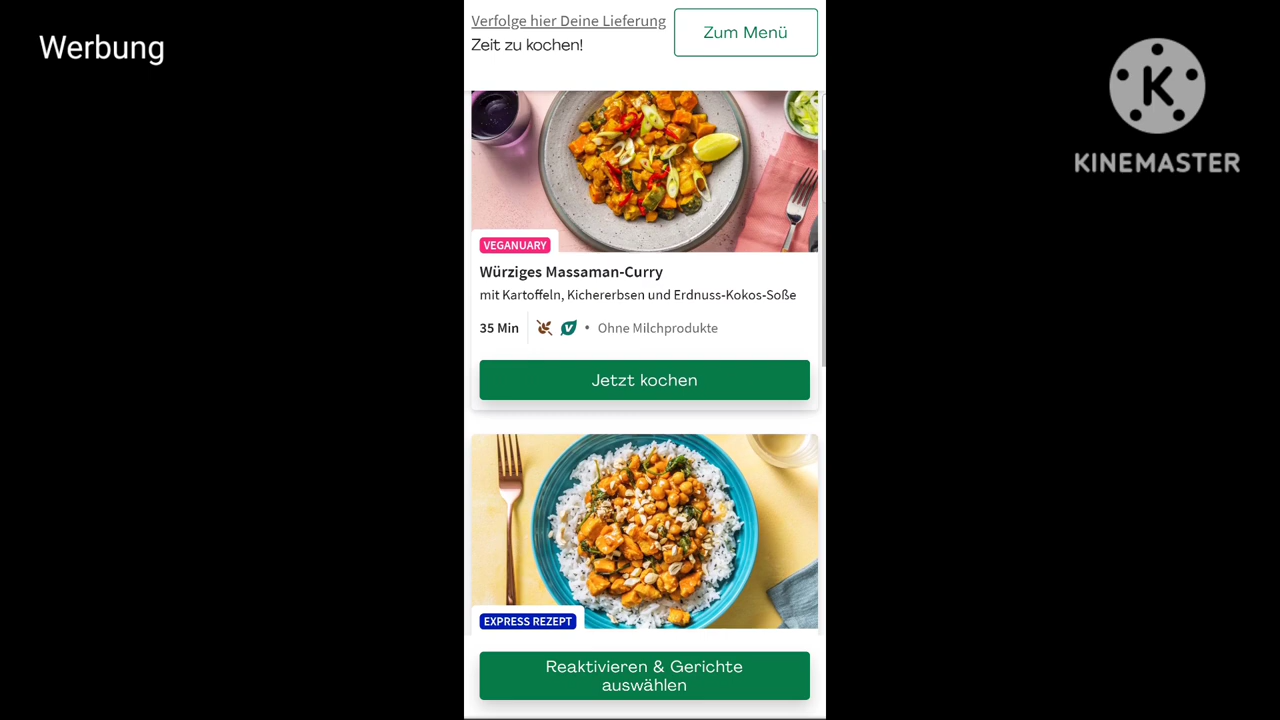 Werbung
Verfolge hier Deine Lieferung
Zeit zu kochen!
Zum Menü
K
KINEMASTER
VEGANUARY
Würziges Massaman-Curry
mit Kartoffeln, Kichererbsen und Erdnuss-Kokos-Soße
35 Min • Ohne Milchprodukte
Jetzt kochen
EXPRESS REZEPT
Reaktivieren & Gerichte
auswählen